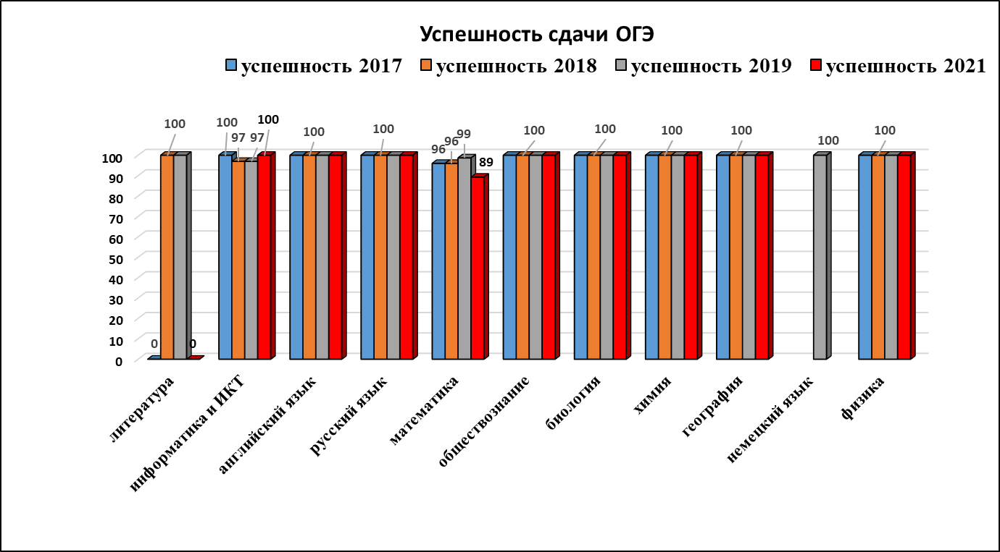 Успешность сдачи ОГЭ
успешность 2017 успешность 2018 успешность 2019 успешность 2021
100 100 97 97 100 100 100 96 96 99 89 100 100 100 100 100 100
0 0
100
90
80
70
60
50
40
30
20
10
0
литература
информатика и ИКТ
английский язык
русский язык
математика
обществознание
биология
химия
география
немецкий язык
физика